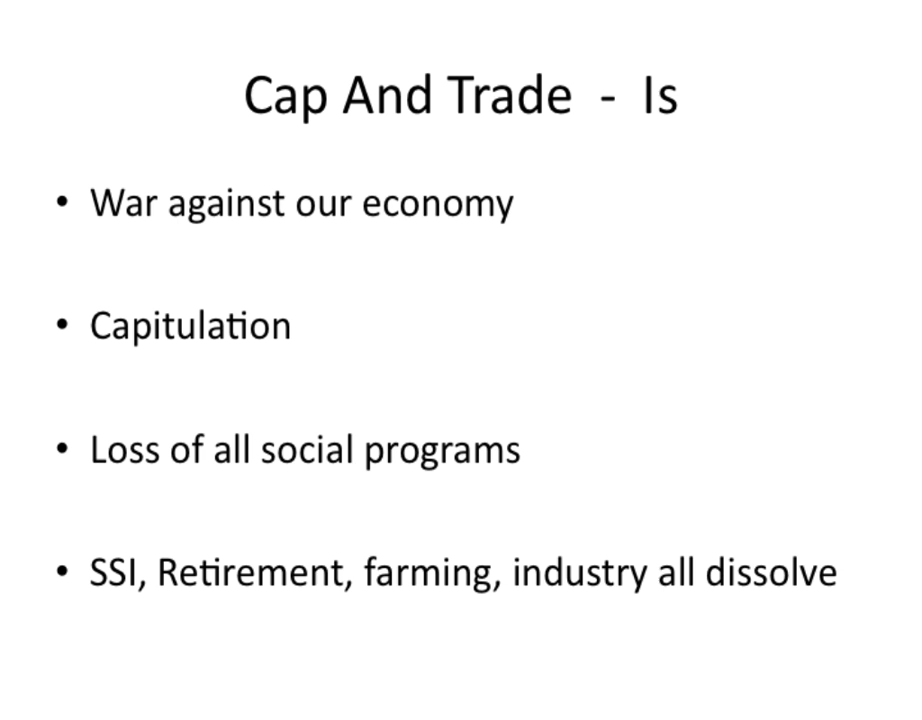 Cap And Trade - Is
• War against our economy
• Capitulation
• Loss of all social programs
• SSI, Retirement, farming, industry all dissolve